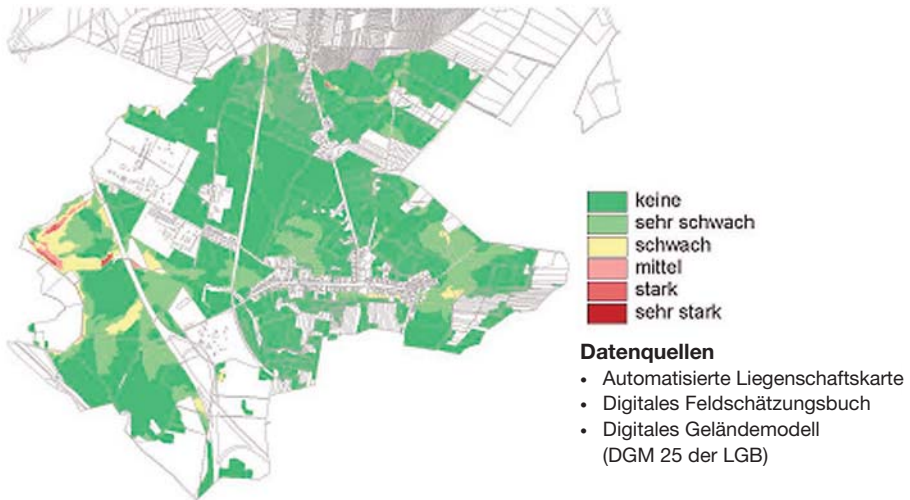 keine
sehr schwach
schwach
mittel
stark
sehr stark
Datenquellen
• Automatisierte Liegenschaftskarte
• Digitales Feldschätzungsbuch
• Digitales Geländemodell
(DGM 25 der LGB)